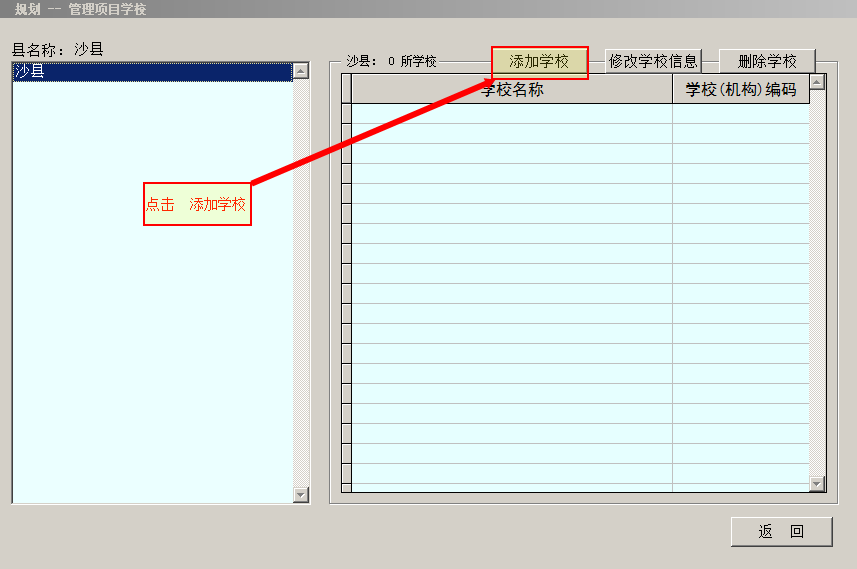 规划 -- 管理项目学校
县名称: 沙县
沙县
点击 添加学校
沙县: 0 所学校
添加学校
修改学校信息
删除学校
学校名称
学校(机构)编码
返 回